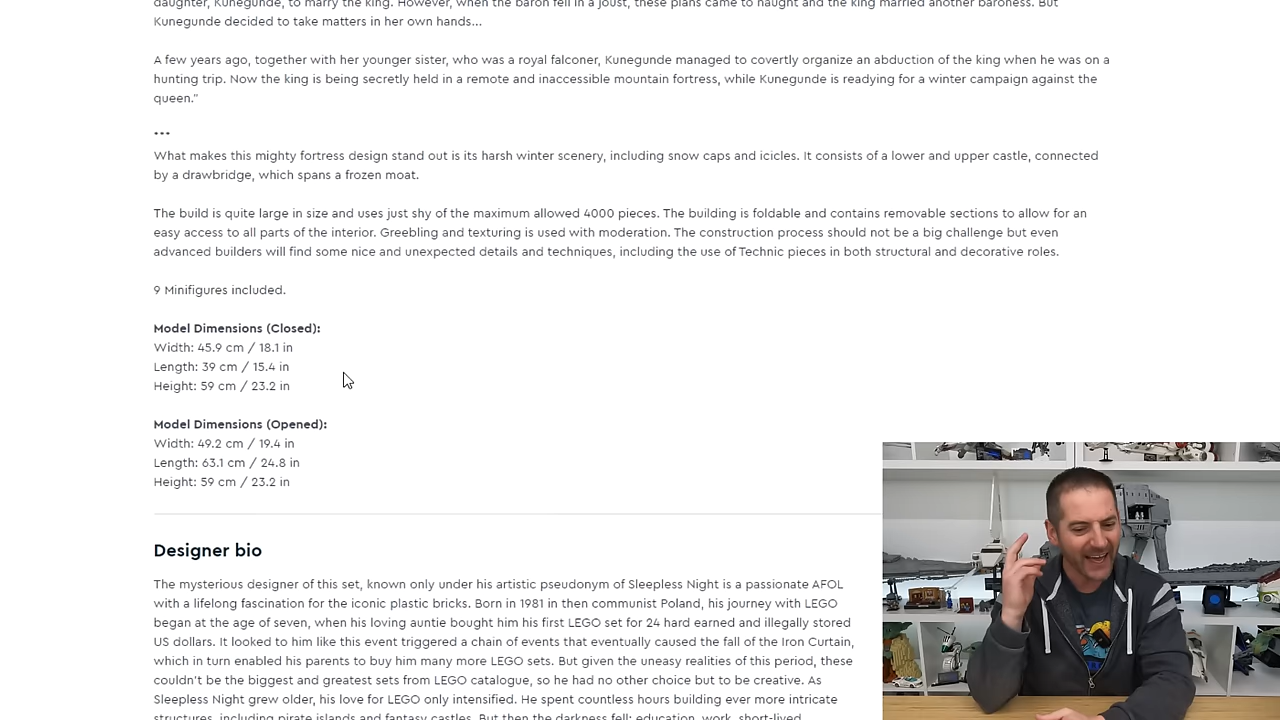 daughter, Kunegunde, to marry the king. However, when the baron fell in a joust, these plans came to naught and the king married another baroness. But
Kunegunde decided to take matters in her own hands...
A few years ago, together with her younger sister, who was a royal falconer, Kunegunde managed to covertly organize an abduction of the king when he was on a
hunting trip. Now the king is being secretly held in a remote and inaccessible mountain fortress, while Kunegunde is readying for a winter campaign against the
queen."
***
What makes this mighty fortress design stand out is its harsh winter scenery, including snow caps and icicles. It consists of a lower and upper castle, connected
by a drawbridge, which spans a frozen moat.
The build is quite large in size and uses just shy of the maximum allowed 4000 pieces. The building is foldable and contains removable sections to allow for an
easy access to all parts of the interior. Greebling and texturing is used with moderation. The construction process should not be a big challenge but even
advanced builders will find some nice and unexpected details and techniques, including the use of Technic pieces in both structural and decorative roles.
9 Minifigures included.
Model Dimensions (Closed):
Width: 45.9 cm / 18.1 in
Length: 39 cm / 15.4 in
Height: 59 cm / 23.2 in
Model Dimensions (Opened):
Width: 49.2 cm / 19.4 in
Length: 63.1 cm / 24.8 in
Height: 59 cm / 23.2 in
Designer bio
The mysterious designer of this set, known only under his artistic pseudonym of Sleepless Night is a passionate AFOL
with a lifelong fascination for the iconic plastic bricks. Born in 1981 in then communist Poland, his journey with LEGO
began at the age of seven, when his loving auntie bought him his first LEGO set for 24 hard earned and illegally stored
US dollars. It looked to him like this event triggered a chain of events that eventually caused the fall of the Iron Curtain,
which in turn enabled his parents to buy him many more LEGO sets. But given the uneasy realities of this period, these
couldn't be the biggest and greatest sets from LEGO catalogue, so he had no other choice but to be creative. As
Sleepless Night grew older, his love for LEGO only intensified. He spent countless hours building ever more intricate
structures, including pirate islands and fantasy castles. But then the darkness fell: education, work, short-lived